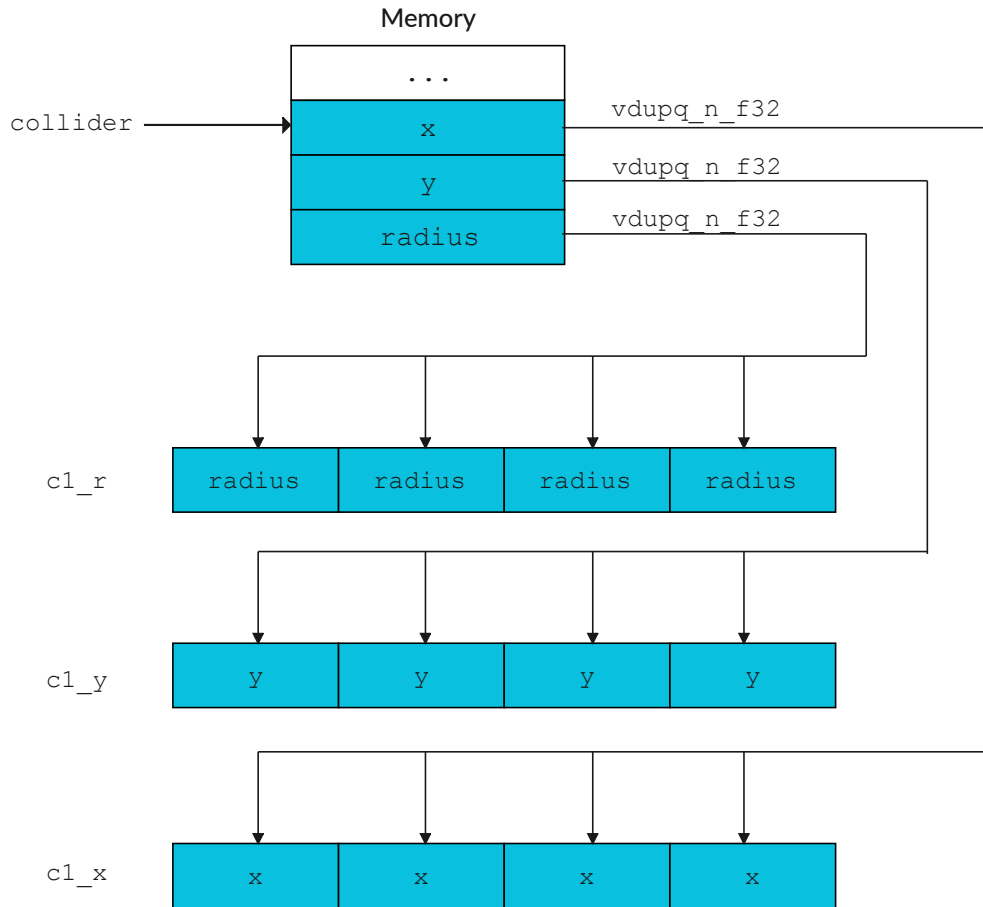 Memory
...
collider
x
vdupq_n_f32
y
vdupq_n_f32
radius
vdupq_n_f32
c1_r
radius radius radius radius
c1_y
y y y y
c1_x
x x x x